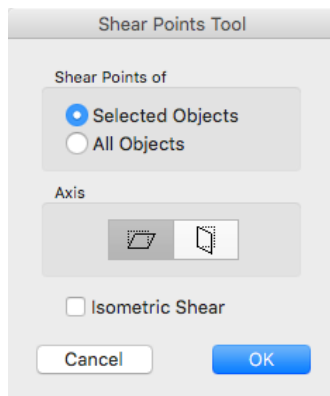 Shear Points Tool
Shear Points of
Selected Objects
All Objects
Axis
Isometric Shear
Cancel OK